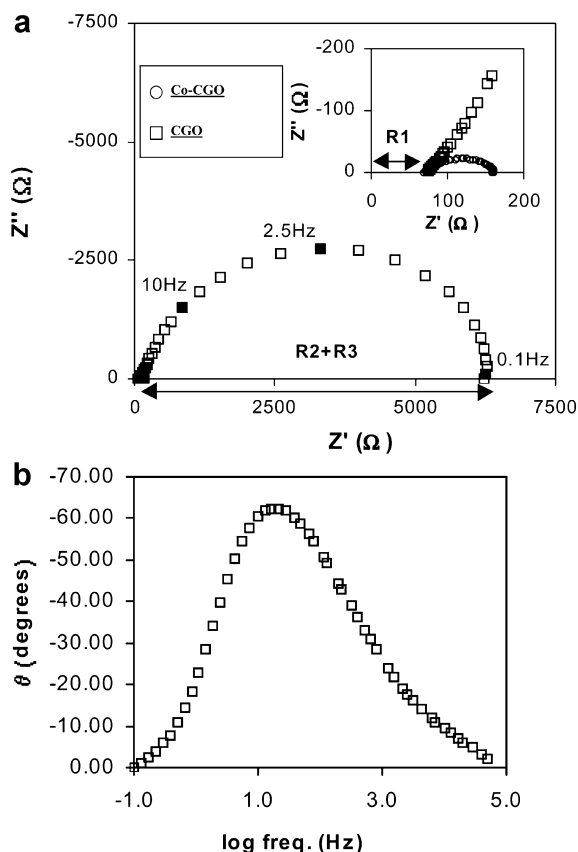 a
-7500
-5000
-2500
0
Z'' (Ω)
Co-CGO
CGO
-200
-100
0
Z'' (Ω)
R1
0
100
200
Z' (Ω)
2.5Hz
10Hz
R2+R3
0.1Hz
0
2500
5000
7500
Z' (Ω)
b
-70.00
-60.00
-50.00
-40.00
-30.00
-20.00
-10.00
0.00
θ (degrees)
-1.0
1.0
3.0
5.0
log freq. (Hz)